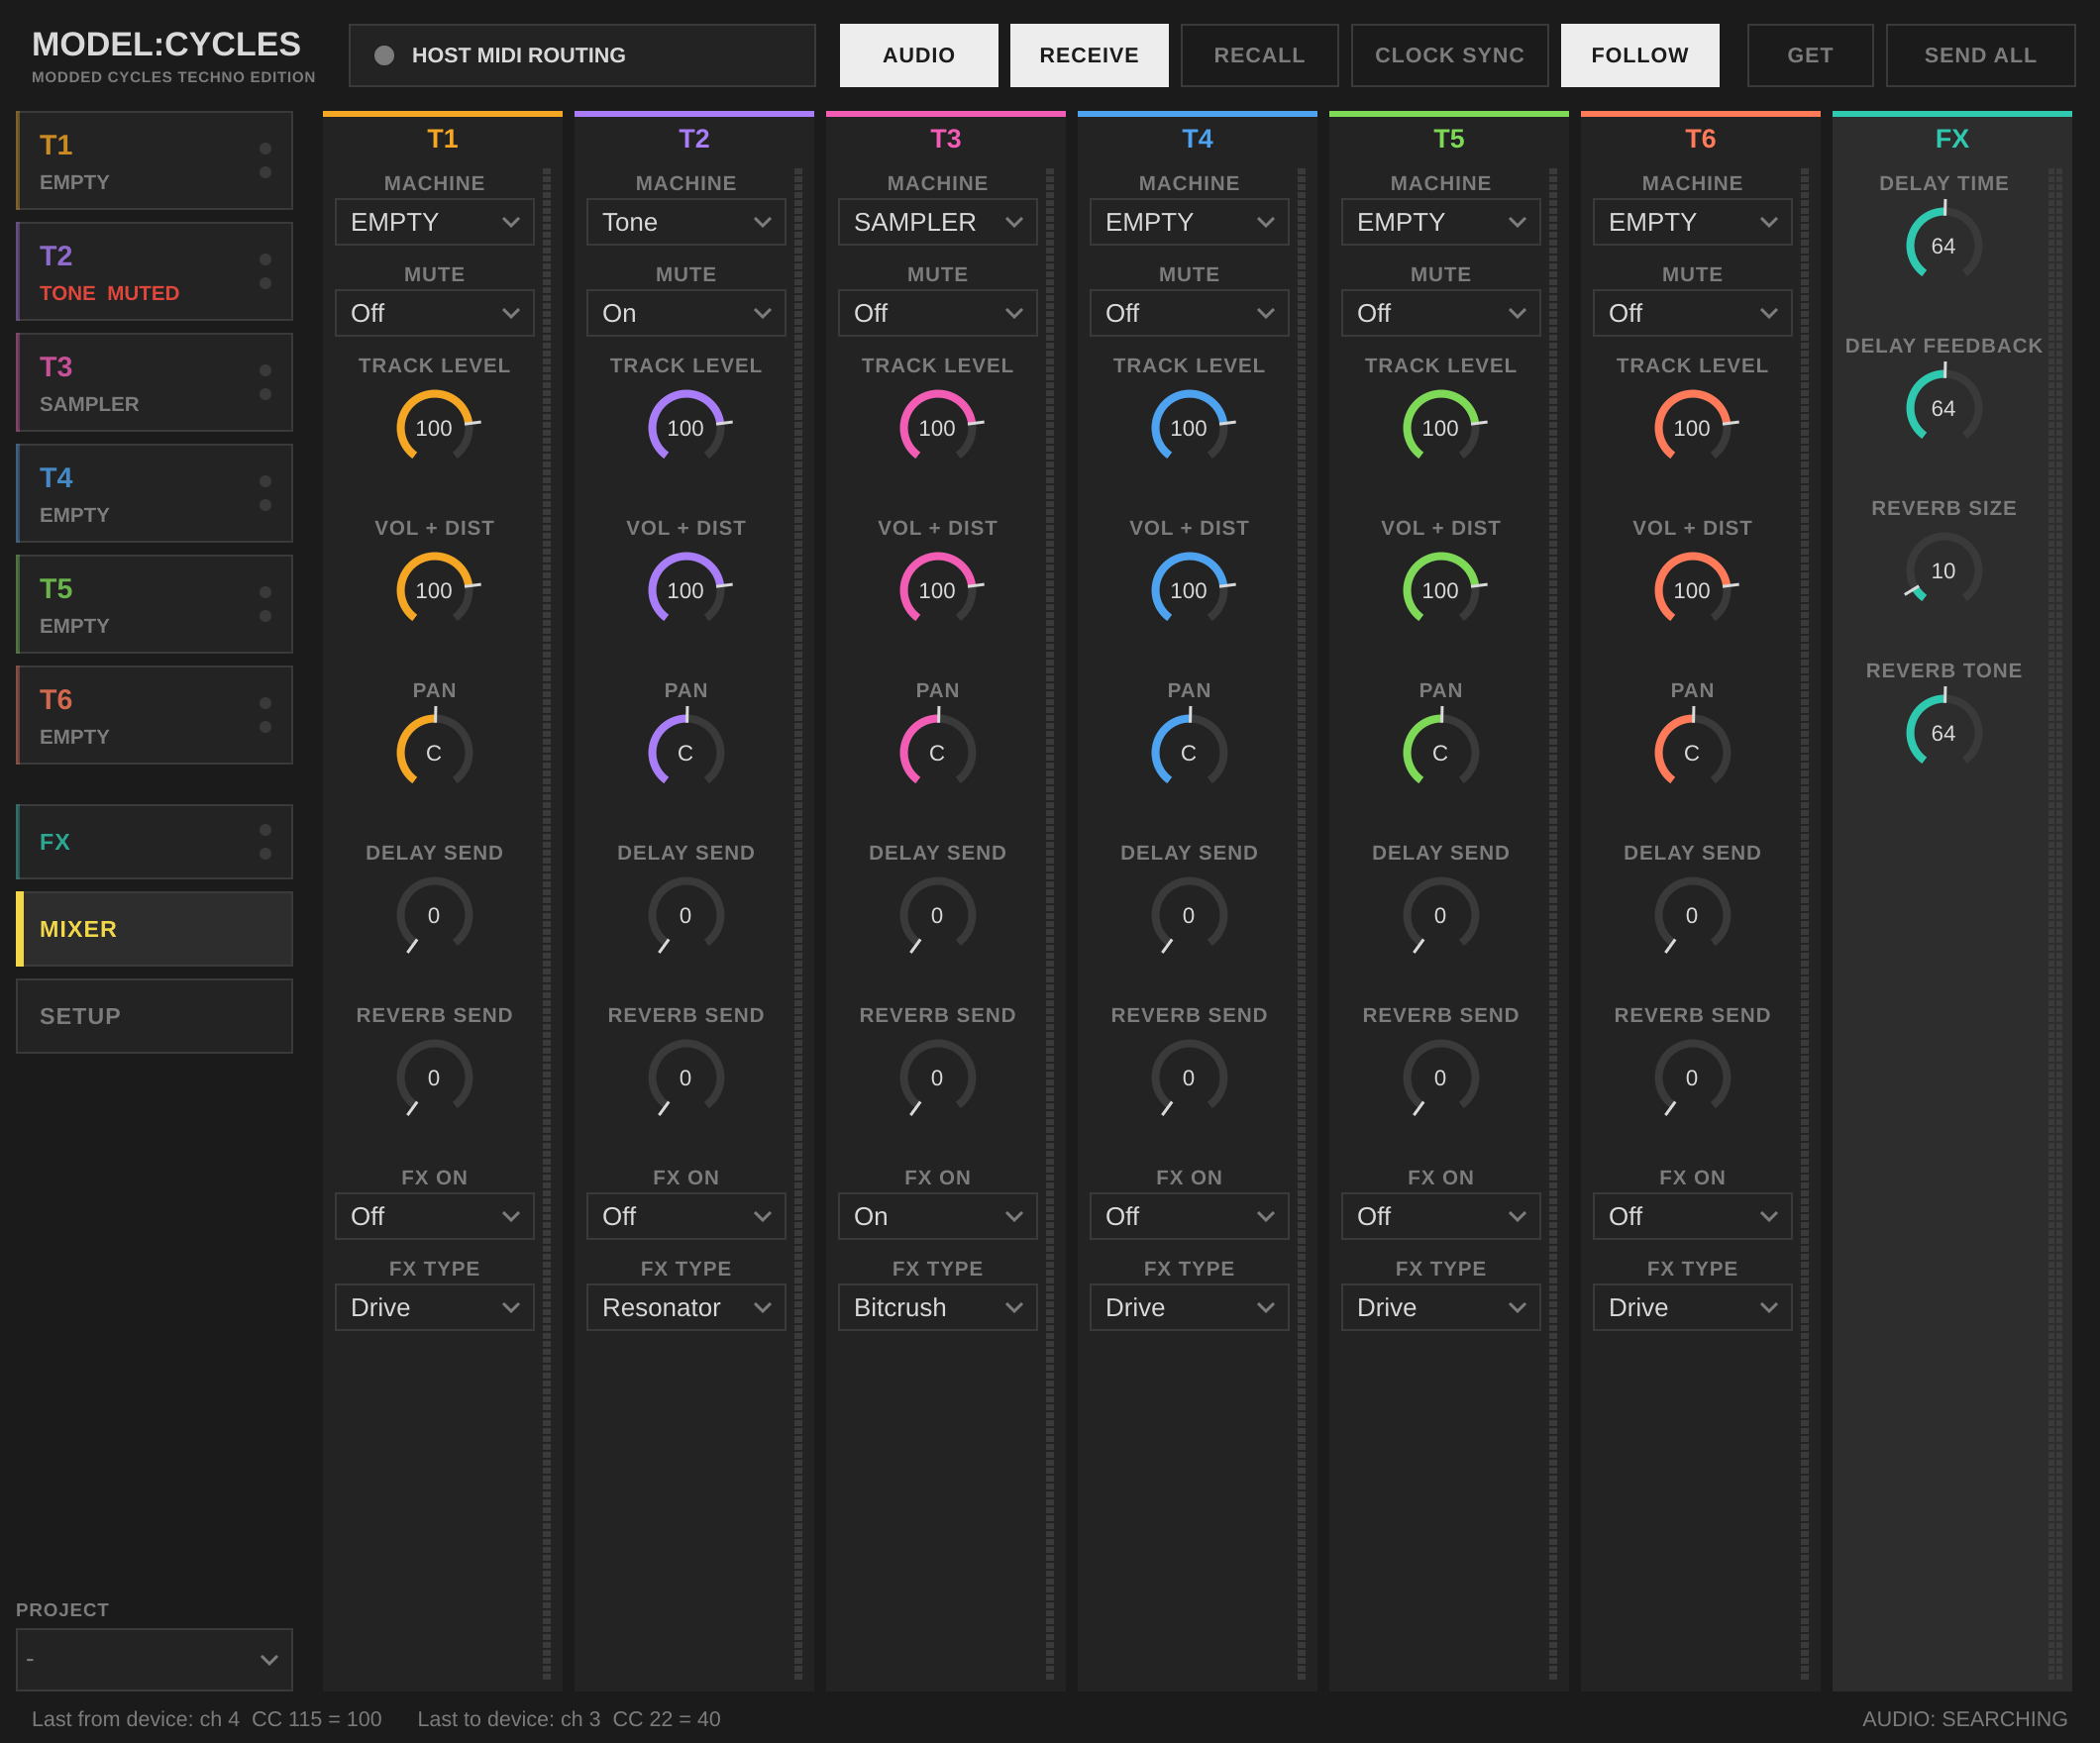 MODEL:CYCLES
MODDED CYCLES TECHNO EDITION
HOST MIDI ROUTING
AUDIO
RECEIVE
RECALL
CLOCK SYNC
FOLLOW
GET
SEND ALL
T1
EMPTY
T2
TONE MUTED
T3
SAMPLER
T4
EMPTY
T5
EMPTY
T6
EMPTY
FX
MIXER
SETUP
PROJECT
-
T1
MACHINE
EMPTY
MUTE
Off
TRACK LEVEL
100
VOL + DIST
100
PAN
C
DELAY SEND
0
REVERB SEND
0
FX ON
Off
FX TYPE
Drive
T2
MACHINE
Tone
MUTE
On
TRACK LEVEL
100
VOL + DIST
100
PAN
C
DELAY SEND
0
REVERB SEND
0
FX ON
Off
FX TYPE
Resonator
T3
MACHINE
SAMPLER
MUTE
Off
TRACK LEVEL
100
VOL + DIST
100
PAN
C
DELAY SEND
0
REVERB SEND
0
FX ON
On
FX TYPE
Bitcrush
T4
MACHINE
EMPTY
MUTE
Off
TRACK LEVEL
100
VOL + DIST
100
PAN
C
DELAY SEND
0
REVERB SEND
0
FX ON
Off
FX TYPE
Drive
T5
MACHINE
EMPTY
MUTE
Off
TRACK LEVEL
100
VOL + DIST
100
PAN
C
DELAY SEND
0
REVERB SEND
0
FX ON
Off
FX TYPE
Drive
T6
MACHINE
EMPTY
MUTE
Off
TRACK LEVEL
100
VOL + DIST
100
PAN
C
DELAY SEND
0
REVERB SEND
0
FX ON
Off
FX TYPE
Drive
FX
DELAY TIME
64
DELAY FEEDBACK
64
REVERB SIZE
10
REVERB TONE
64
Last from device: ch 4 CC 115 = 100
Last to device: ch 3 CC 22 = 40
AUDIO: SEARCHING